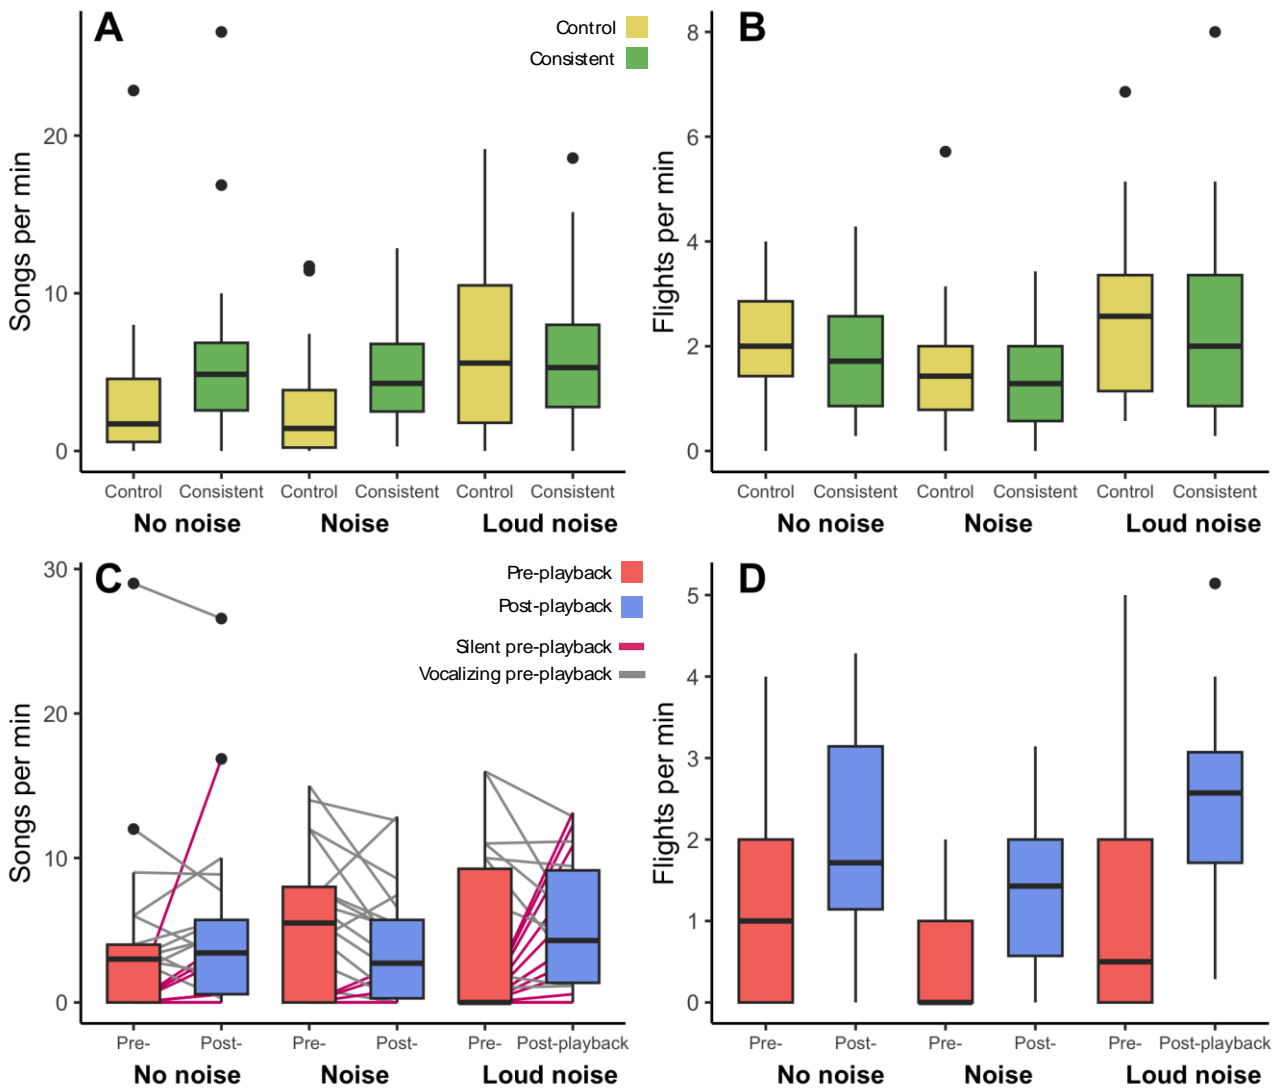 A
Control
Consistent
Songs per min
20
10
0
Control Consistent Control Consistent Control Consistent
No noise Noise Loud noise
B
Flights per min
8
6
4
2
0
Control Consistent Control Consistent Control Consistent
No noise Noise Loud noise
C
Pre-playback
Post-playback
Silent pre-playback
Vocalizing pre-playback
Songs per min
30
20
10
0
Pre- Post- Pre- Post- Pre- Post-playback
No noise Noise Loud noise
D
Flights per min
5
4
3
2
1
0
Pre- Post- Pre- Post- Pre- Post-playback
No noise Noise Loud noise